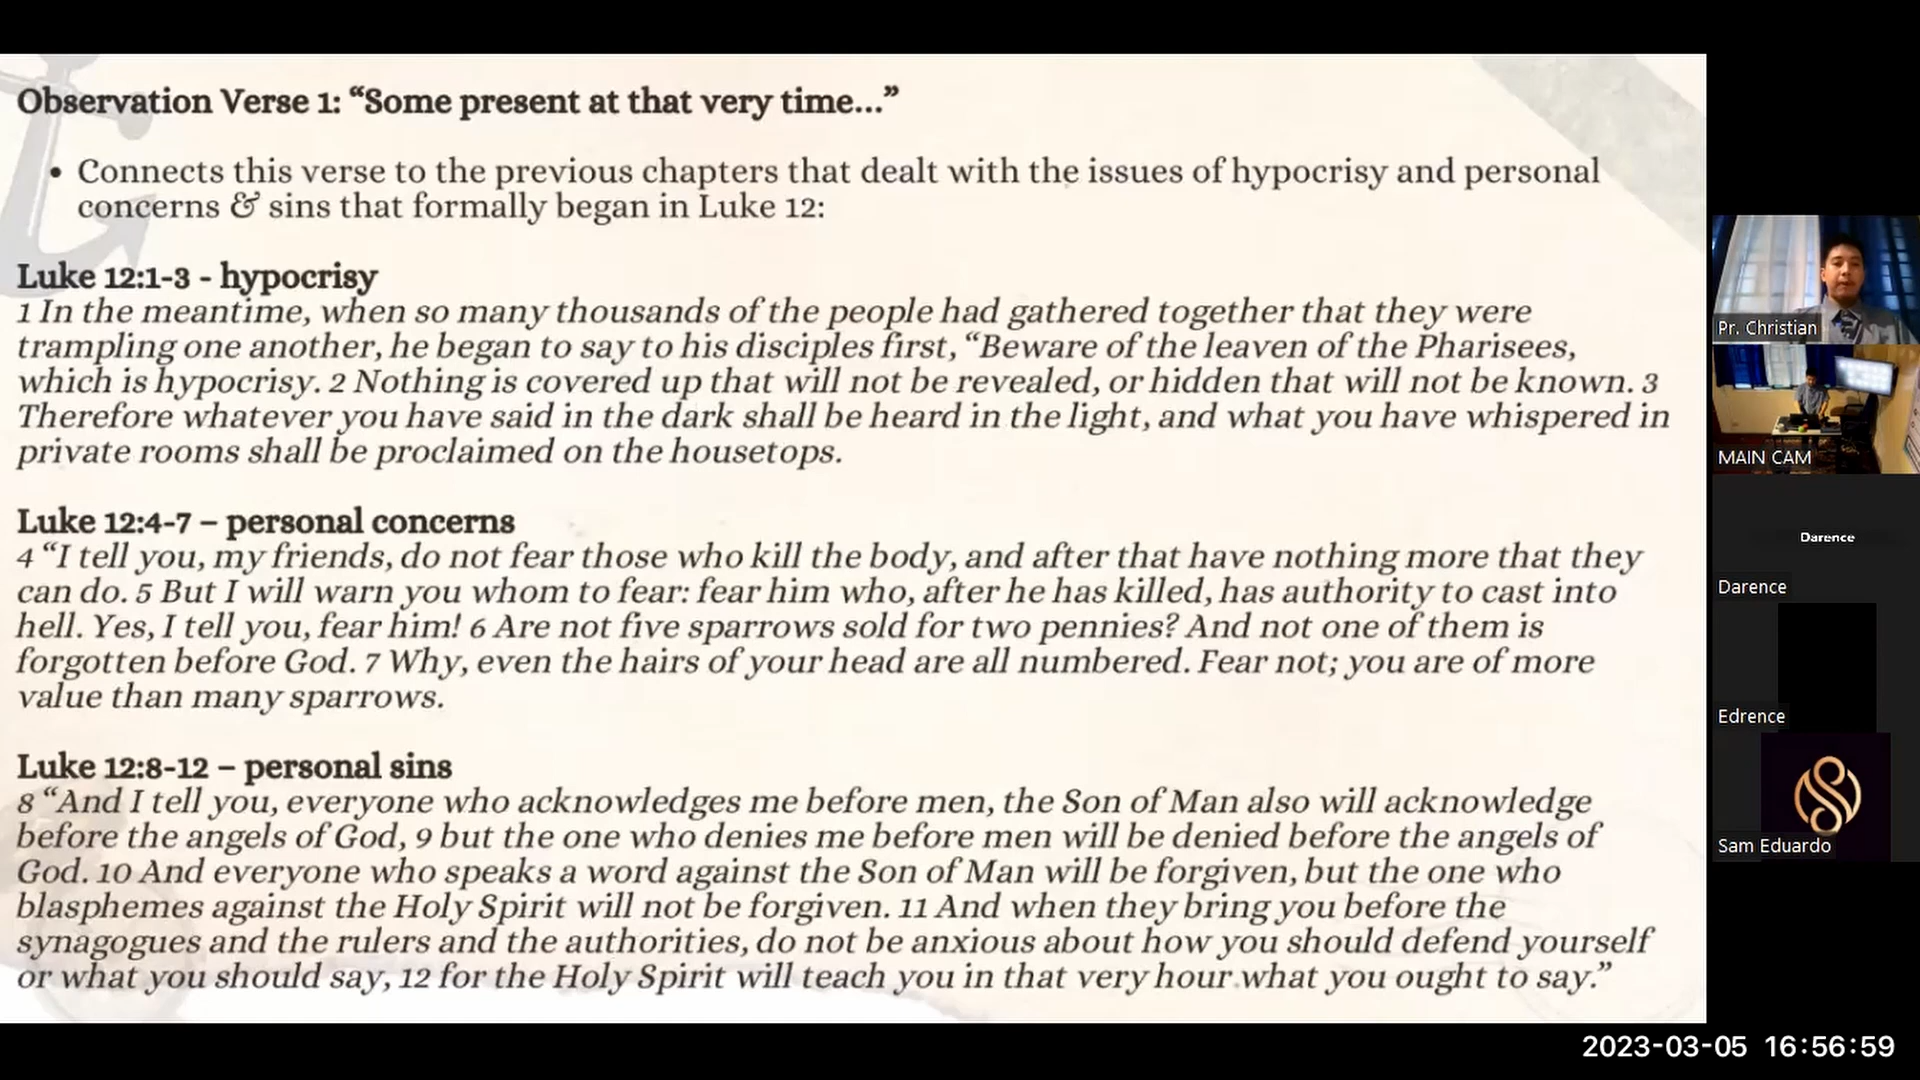 Observation Verse 1: “Some present at that very time...”
• Connects this verse to the previous chapters that dealt with the issues of hypocrisy and personal
concerns & sins that formally began in Luke 12:
Luke 12:1-3 - hypocrisy
1 In the meantime, when so many thousands of the people had gathered together that they were
trampling one another, he began to say to his disciples first, “Beware of the leaven of the Pharisees,
which is hypocrisy. 2 Nothing is covered up that will not be revealed, or hidden that will not be known. 3
Therefore whatever you have said in the dark shall be heard in the light, and what you have whispered in
private rooms shall be proclaimed on the housetops.
Luke 12:4-7 – personal concerns
4 “I tell you, my friends, do not fear those who kill the body, and after that have nothing more that they
can do. 5 But I will warn you whom to fear: fear him who, after he has killed, has authority to cast into
hell. Yes, I tell you, fear him! 6 Are not five sparrows sold for two pennies? And not one of them is
forgotten before God. 7 Why, even the hairs of your head are all numbered. Fear not; you are of more
value than many sparrows.
Luke 12:8-12 – personal sins
8 “And I tell you, everyone who acknowledges me before men, the Son of Man also will acknowledge
before the angels of God, 9 but the one who denies me before men will be denied before the angels of
God. 10 And everyone who speaks a word against the Son of Man will be forgiven, but the one who
blasphemes against the Holy Spirit will not be forgiven. 11 And when they bring you before the
synagogues and the rulers and the authorities, do not be anxious about how you should defend yourself
or what you should say, 12 for the Holy Spirit will teach you in that very hour what you ought to say.”
Pr. Christian
MAIN CAM
Darence
Darence
Edrence
Sam Eduardo
2023-03-05 16:56:59